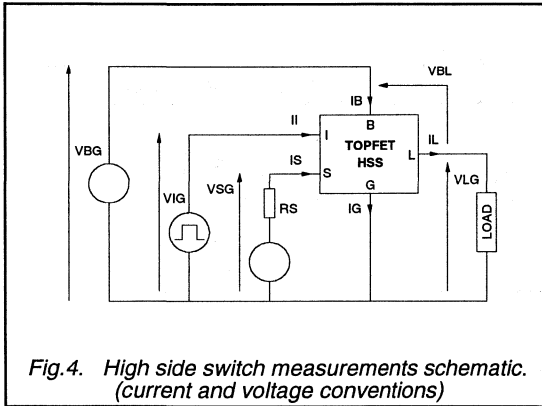 VBL
IB
II
B
VBG
I
TOPFET
HSS
L
IL
IS
S
VIG
VSG
G
VLG
RS
IG
LOAD
Fig.4. High side switch measurements schematic.
(current and voltage conventions)